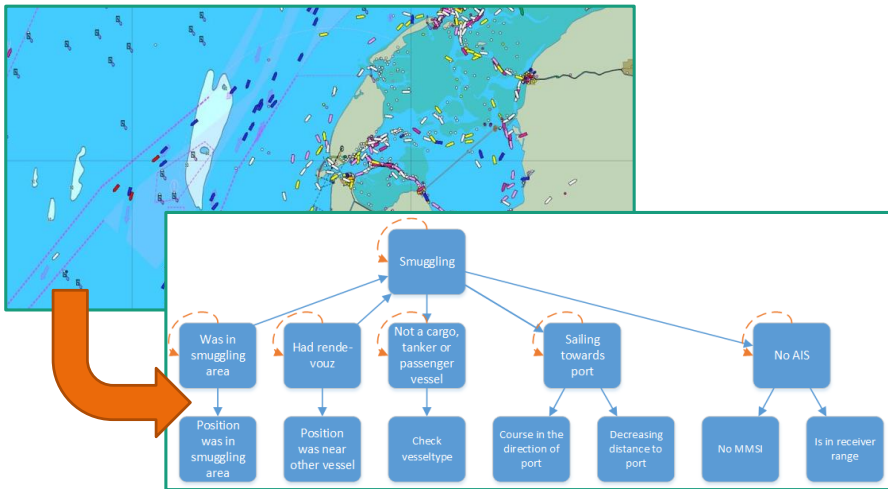 Smuggling
Was in
smuggling
area
Had rende-
vouz
Not a cargo,
tanker or
passenger
vessel
Sailing
towards
port
No AIS
Position
was in
smuggling
area
Position
was near
other vessel
Check
vesseltype
Course in the
direction of
port
Decreasing
distance to
port
No MMSI
Is in receiver
range